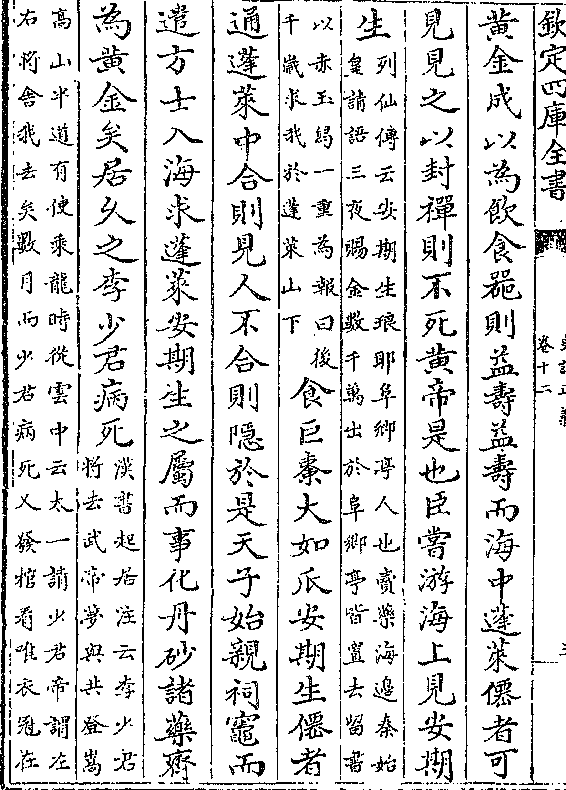 欽定四庫全書
卷十二
黄金成以為飲食器則益壽益壽而海中蓬萊僊者可
見見之以封禪則不死黄帝是也臣嘗游海上見安期
生
列仙傳云安期生琅耶阜鄉亭人也賣藥海邊秦始
皇請語三夜賜金數千萬出於阜鄉亭皆置去留書
以赤玉舄一重為報曰後
千歲求我於蓬萊山下
食巨棗大如瓜安期生僊者
通蓬萊中合則見人不合則隱於是天子始親祠竈而
遣方士入海求蓬萊安期生之屬而事化丹砂諸藥齊
為黄金矣居久之李少君病死
漢書起居注云李少君
將去武帝夢與共登嵩
高山半道有使乘龍時從雲中云太一請少君帝謂左
右將舍我去矣數月而少君病死又發棺看唯衣冠在